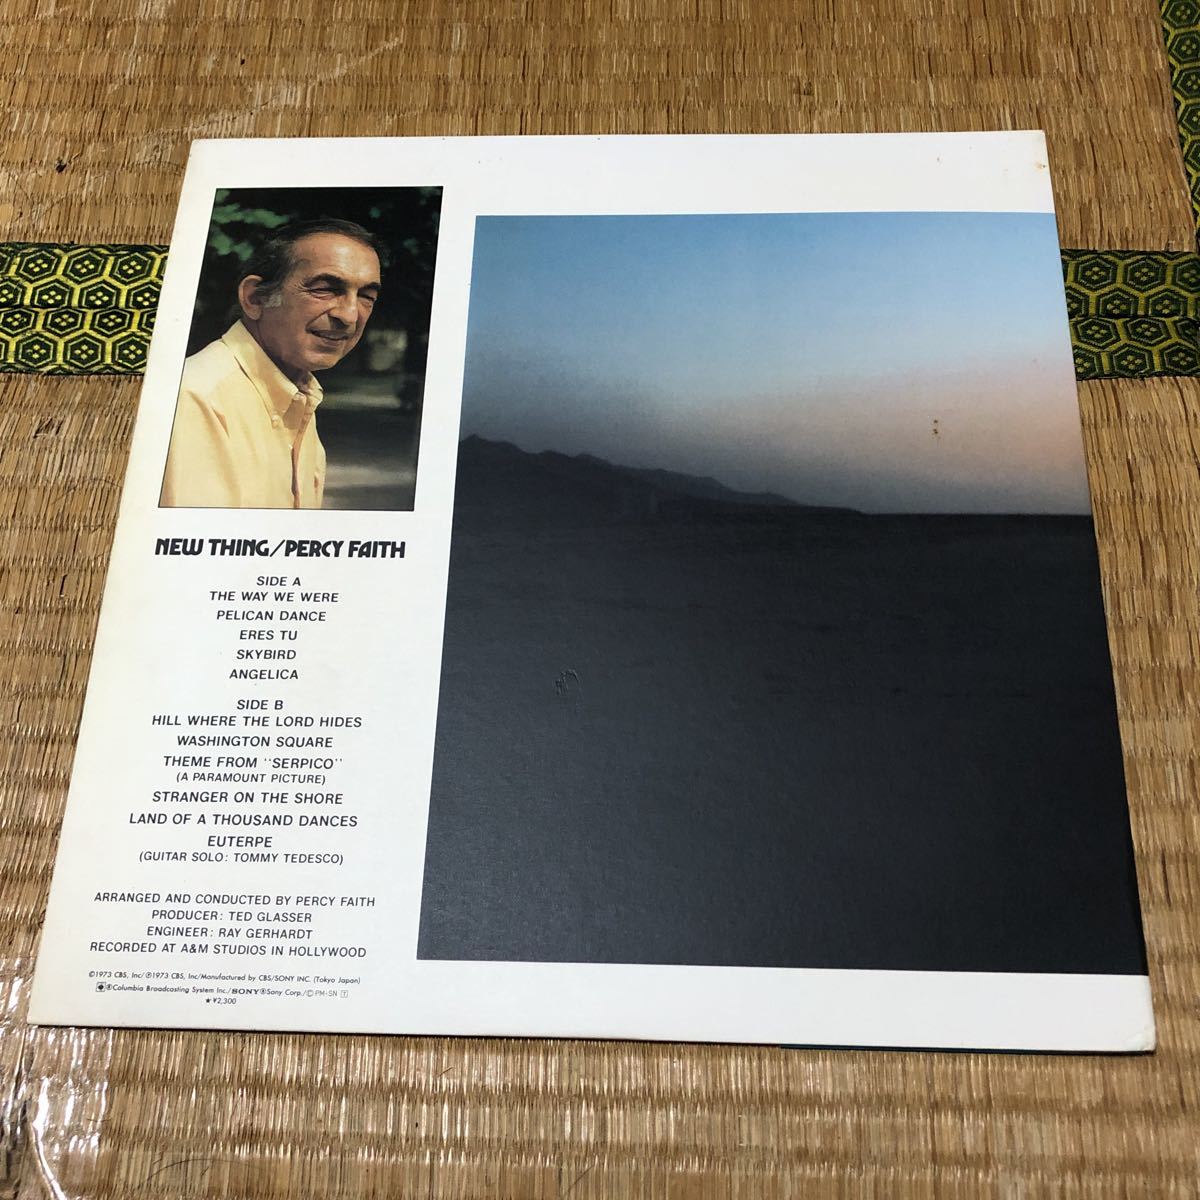 NEW THING/PERCY FAITH
SIDE A
THE WAY WE WERE
PELICAN DANCE
ERES TU
SKYBIRD
ANGELICA
SIDE B
HILL WHERE THE LORD HIDES
WASHINGTON SQUARE
THEME FROM "SERPICO"
(A PARAMOUNT PICTURE)
STRANGER ON THE SHORE
LAND OF A THOUSAND DANCES
EUTERPE
(GUITAR SOLO: TOMMY TEDESCO)
ARRANGED AND CONDUCTED BY PERCY FAITH
PRODUCER: TED GLASSER
ENGINEER: RAY GERHARDT
RECORDED AT A&M STUDIOS IN HOLLYWOOD
©1973 CBS, Inc/℗1973 CBS, Inc/Manufactured by CBS/SONY INC. (Tokyo Japan)
®Columbia Broadcasting System Inc./SONY®Sony Corp./Ⓒ PM-SN T
★¥2,300